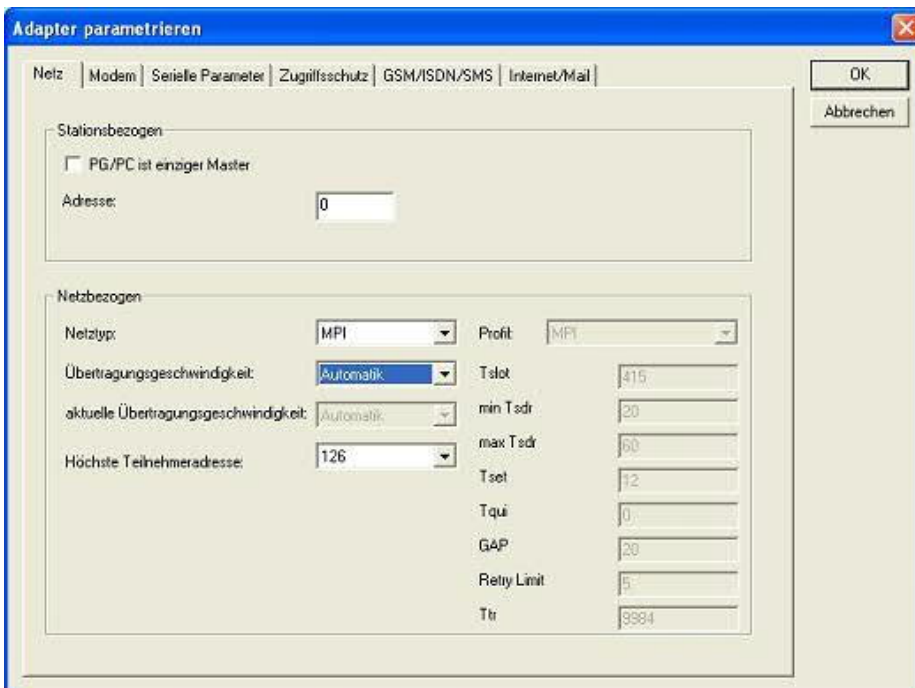 Adapter parametrieren
Netz Modem Serielle Parameter Zugriffsschutz GSM/ISDN/SMS Internet/Mail
OK
Abbrechen
Stationsbezogen
PG/PC ist einziger Master
Adresse: 0
Netzbezogen
Netztyp: MPI
Übertragungsgeschwindigkeit: Automatik
aktuelle Übertragungsgeschwindigkeit: Automatik
Höchste Teilnehmeradresse: 126
Profil: MPI
Tslot 415
min Tsdr 20
max Tsdr 60
Tset 12
Tqui 0
GAP 20
Retry Limit 5
Ttr 9984